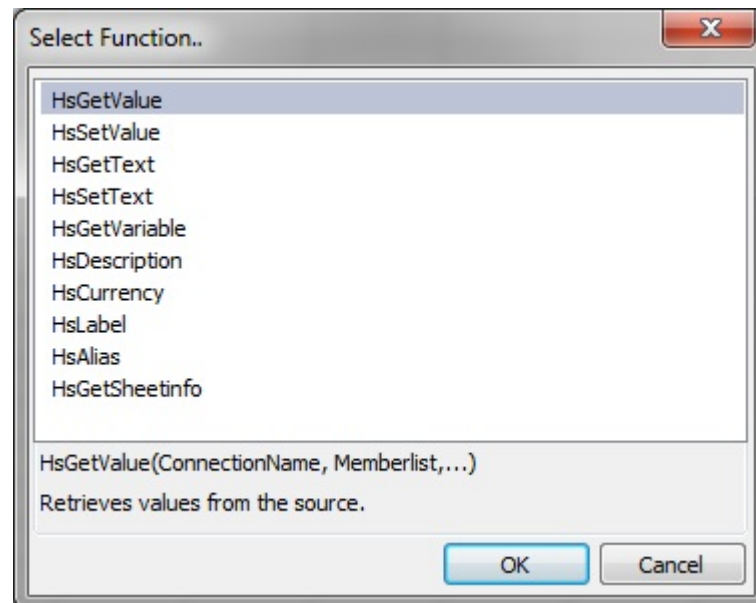 Select Function..
HsGetValue
HsSetValue
HsGetText
HsSetText
HsGetVariable
HsDescription
HsCurrency
HsLabel
HsAlias
HsGetSheetinfo
HsGetValue(ConnectionName, Memberlist,...)
Retrieves values from the source.
OK
Cancel